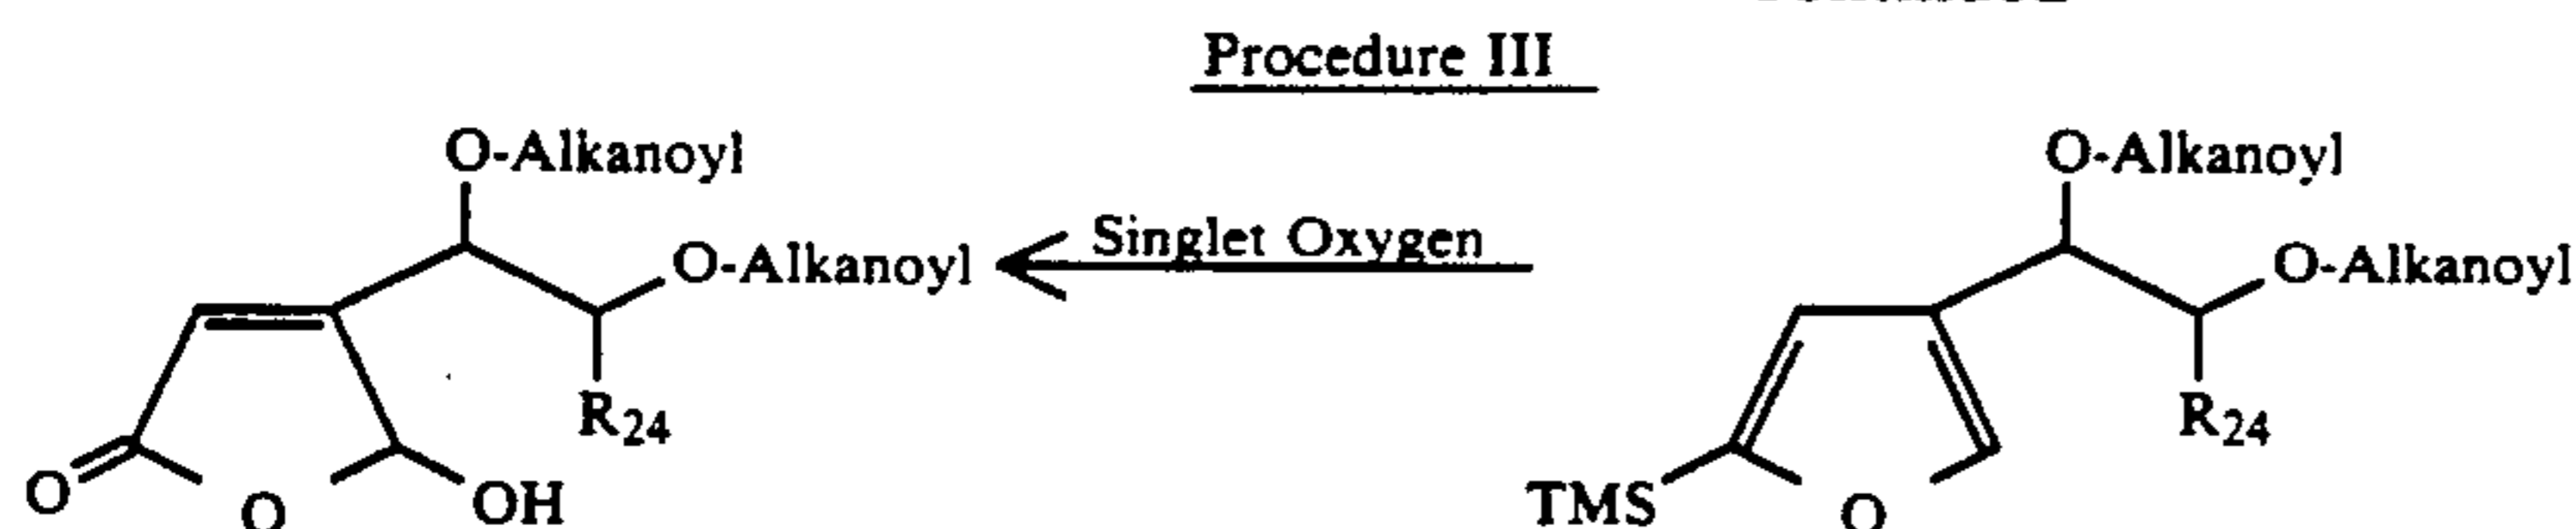 Procedure III
O-Alkanoyl
O-Alkanoyl
R24
O
O
OH
Singlet Oxygen
O-Alkanoyl
O-Alkanoyl
R24
TMS
O